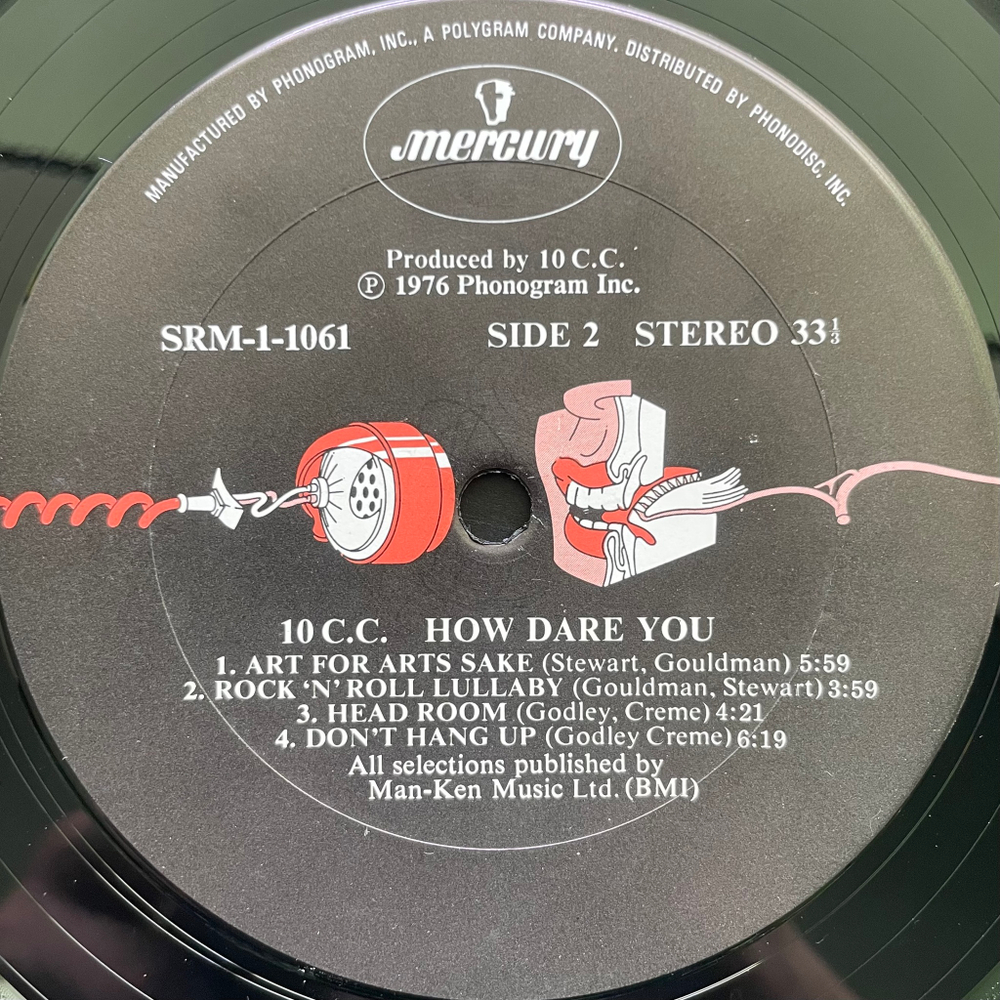 MANUFACTURED BY PHONOGRAM, INC., A POLYGRAM COMPANY. DISTRIBUTED BY PHONODISC, INC.
mercury
Produced by 10 C.C.
Ⓟ 1976 Phonogram Inc.
SRM-1-1061 SIDE 2 STEREO 33⅓
10 C.C. HOW DARE YOU
1. ART FOR ARTS SAKE (Stewart, Gouldman) 5:59
2. ROCK ‘N’ ROLL LULLABY (Gouldman, Stewart) 3:59
3. HEAD ROOM (Godley, Creme) 4:21
4. DON'T HANG UP (Godley Creme) 6:19
All selections published by
Man-Ken Music Ltd. (BMI)